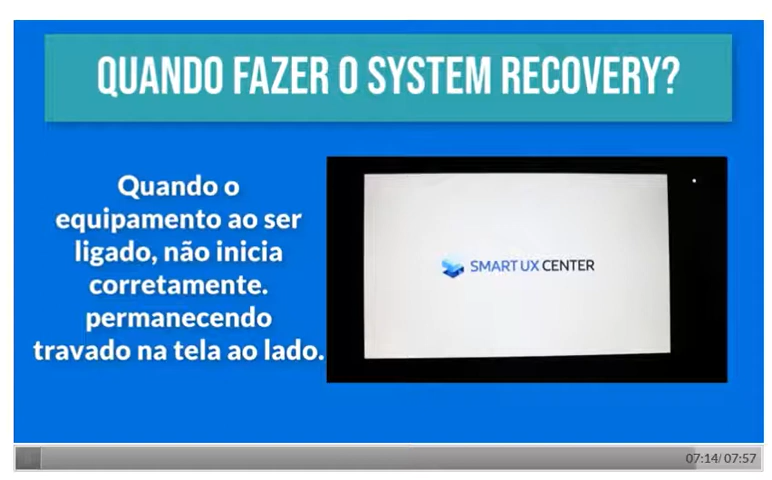 QUANDO FAZER O SYSTEM RECOVERY?
Quando o
equipamento ao ser
ligado, não inicia
corretamente.
permanecendo
travado na tela ao lado.
SMART UX CENTER
07:14/ 07:57